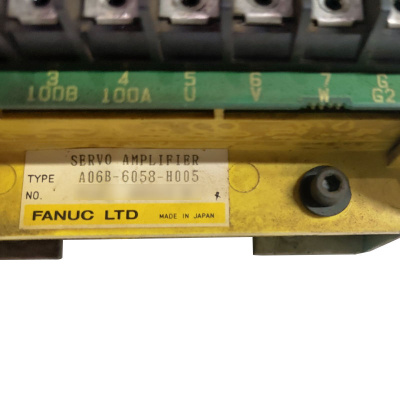 3 4 5 6 7 G
100B 100A U V W G2
SERVO AMPLIFIER
TYPE A06B-6058-H005
NO.
FANUC LTD MADE IN JAPAN